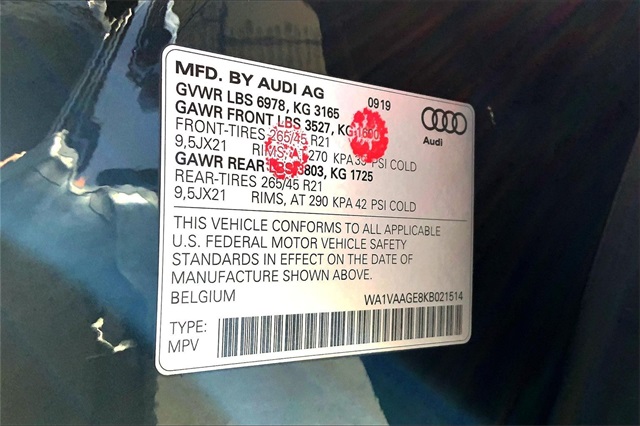 MFD. BY AUDI AG 0919
GVWR LBS 6978, KG 3165
GAWR FRONT LBS 3527, KG 1600
FRONT-TIRES 265/45 R21
9,5JX21 RIMS, AT 270 KPA 39 PSI COLD
GAWR REAR LBS 3803, KG 1725
REAR-TIRES 265/45 R21
9,5JX21 RIMS, AT 290 KPA 42 PSI COLD
Audi
THIS VEHICLE CONFORMS TO ALL APPLICABLE
U.S. FEDERAL MOTOR VEHICLE SAFETY
STANDARDS IN EFFECT ON THE DATE OF
MANUFACTURE SHOWN ABOVE.
BELGIUM WA1VAAGE8KB021514
TYPE:
MPV